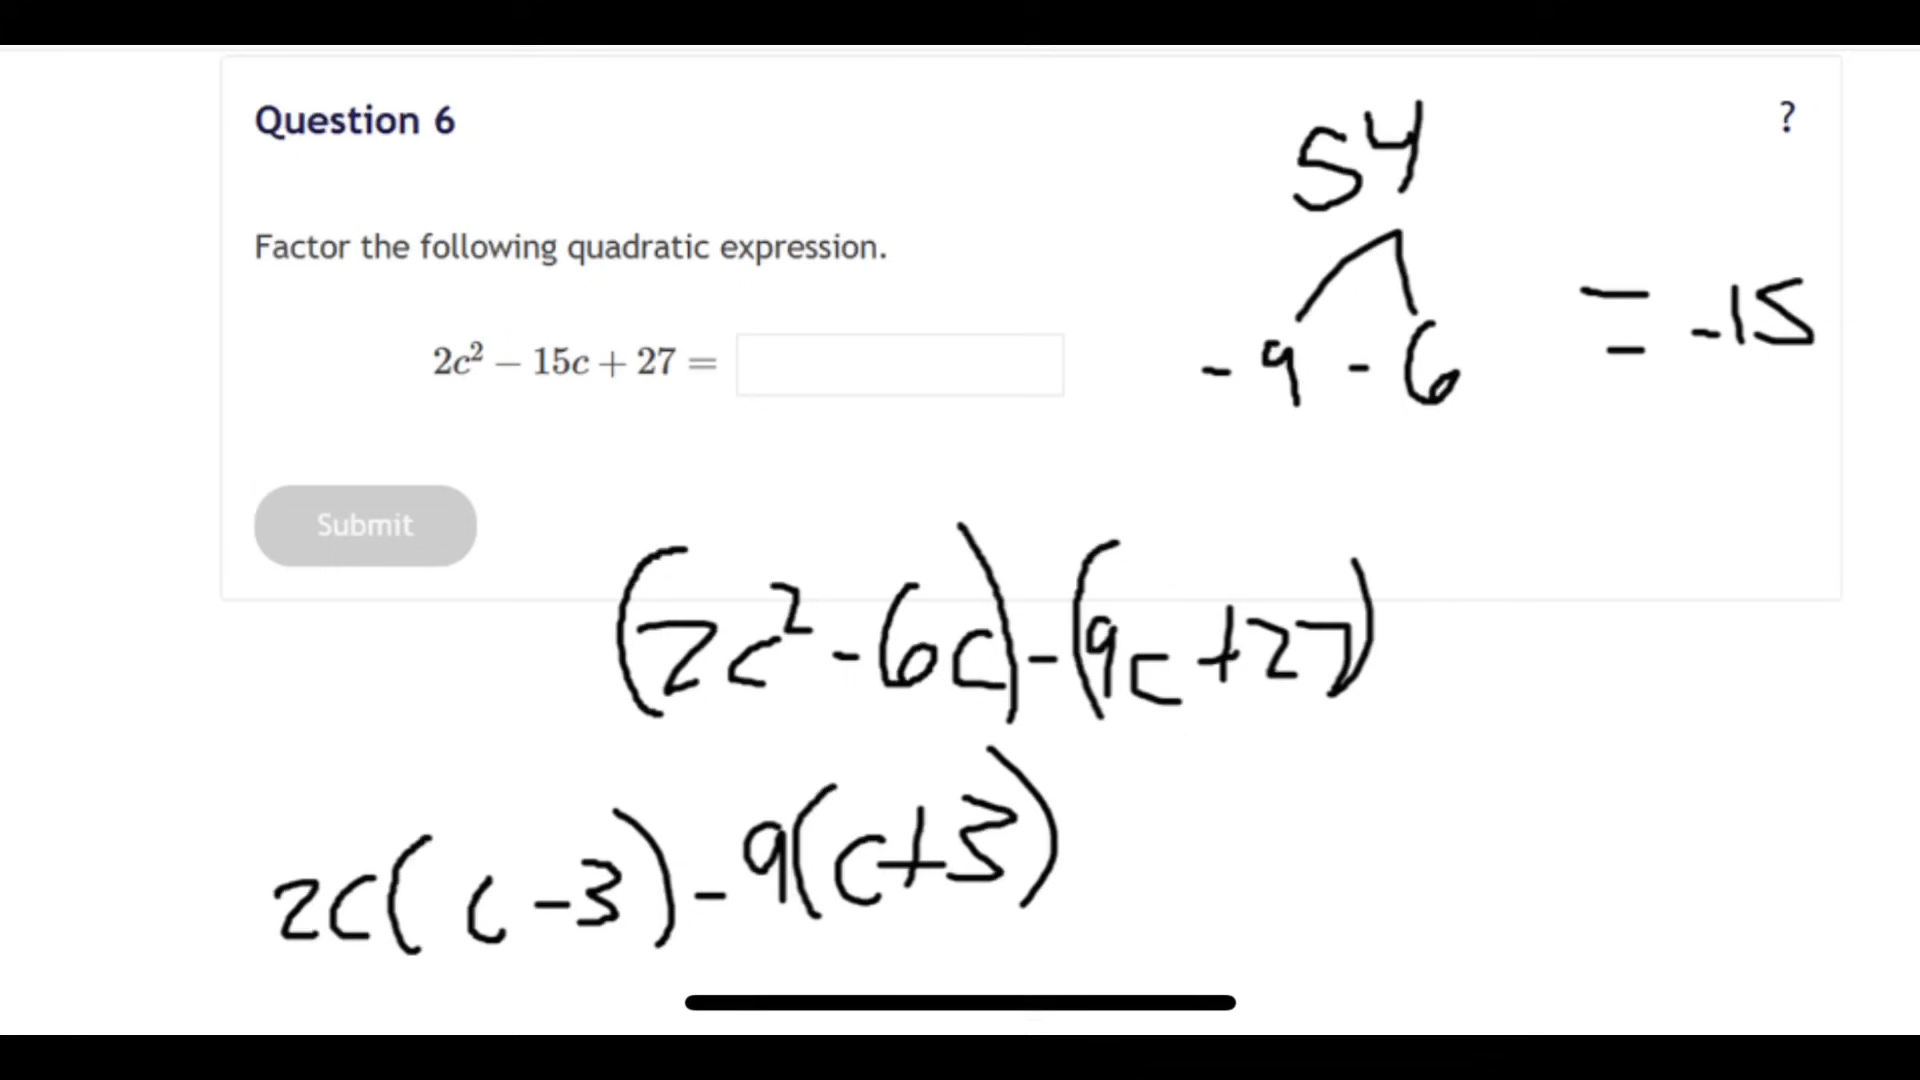 Question 6
?
54
Factor the following quadratic expression.
-9 -6 = -15
2c² − 15c + 27 =
Submit
(2c² - 6c) - (9c + 27)
2c(c - 3) - 9(c + 3)